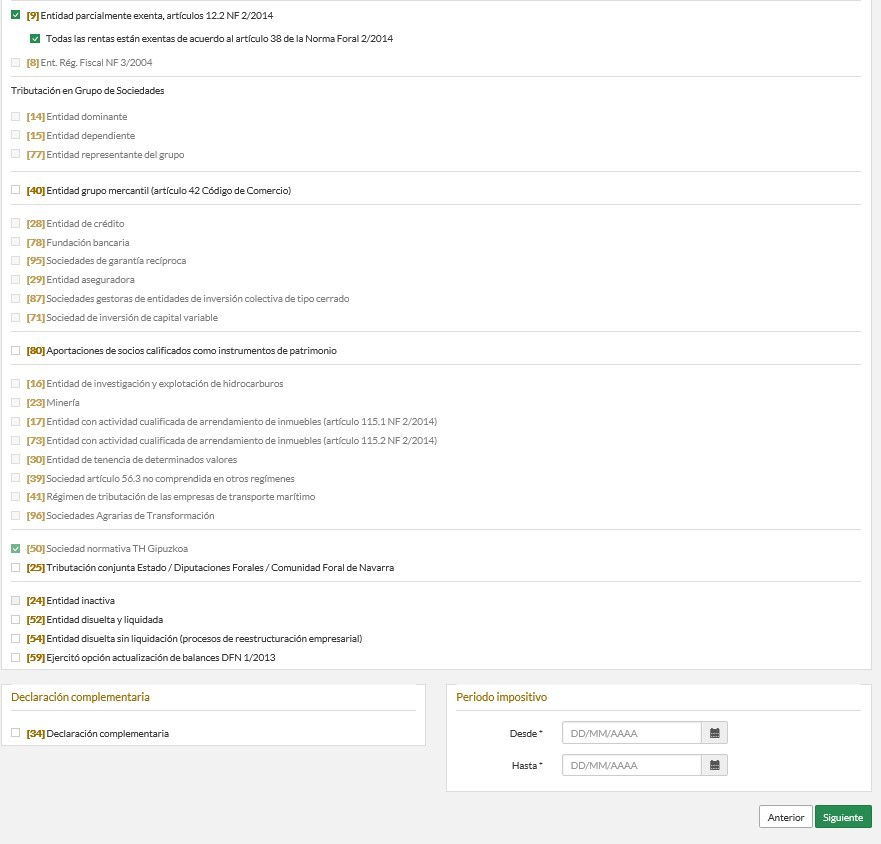 [9] Entidad parcialmente exenta, artículos 12.2 NF 2/2014
Todas las rentas están exentas de acuerdo al artículo 38 de la Norma Foral 2/2014
[8] Ent. Rég. Fiscal NF 3/2004
Tributación en Grupo de Sociedades
[14] Entidad dominante
[15] Entidad dependiente
[77] Entidad representante del grupo
[40] Entidad grupo mercantil (artículo 42 Código de Comercio)
[28] Entidad de crédito
[78] Fundación bancaria
[95] Sociedades de garantía recíproca
[29] Entidad aseguradora
[87] Sociedades gestoras de entidades de inversión colectiva de tipo cerrado
[71] Sociedad de inversión de capital variable
[80] Aportaciones de socios calificados como instrumentos de patrimonio
[16] Entidad de investigación y explotación de hidrocarburos
[23] Minería
[17] Entidad con actividad cualificada de arrendamiento de inmuebles (artículo 115.1 NF 2/2014)
[73] Entidad con actividad cualificada de arrendamiento de inmuebles (artículo 115.2 NF 2/2014)
[30] Entidad de tenencia de determinados valores
[39] Sociedad artículo 56.3 no comprendida en otros regímenes
[41] Régimen de tributación de las empresas de transporte marítimo
[96] Sociedades Agrarias de Transformación
[50] Sociedad normativa TH Gipuzkoa
[25] Tributación conjunta Estado / Diputaciones Forales / Comunidad Foral de Navarra
[24] Entidad inactiva
[52] Entidad disuelta y liquidada
[54] Entidad disuelta sin liquidación (procesos de reestructuración empresarial)
[59] Ejercitó opción actualización de balances DFN 1/2013
Declaración complementaria
[34] Declaración complementaria
Periodo impositivo
Desde * DD/MM/AAAA
Hasta * DD/MM/AAAA
Anterior Siguiente